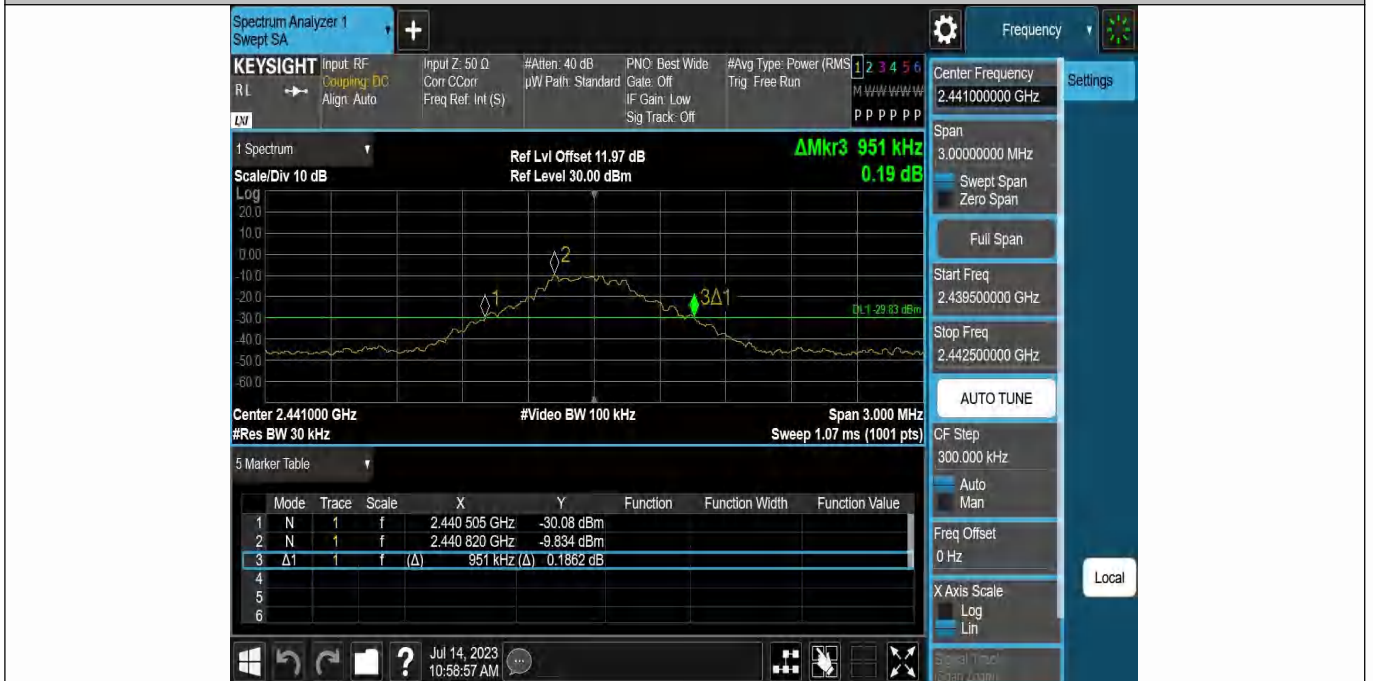 Spectrum Analyzer 1
Swept SA
+
Frequency
KEYSIGHT
R L
LXI
Input: RF
Coupling: DC
Align: Auto
Input Z: 50 Ω
Corr CCorr
Freq Ref: Int (S)
#Atten: 40 dB
µW Path: Standard
PNO: Best Wide
Gate: Off
IF Gain: Low
Sig Track: Off
#Avg Type: Power (RMS
Trig: Free Run
1 2 3 4 5 6
M W W W W W
P P P P P P
Center Frequency
2.441000000 GHz
Settings
Span
3.00000000 MHz
Swept Span
Zero Span
Full Span
Start Freq
2.439500000 GHz
Stop Freq
2.442500000 GHz
AUTO TUNE
CF Step
300.000 kHz
Auto
Man
Freq Offset
0 Hz
X Axis Scale
Log
Lin
Local
1 Spectrum
Scale/Div 10 dB
Ref Lvl Offset 11.97 dB
Ref Level 30.00 dBm
ΔMkr3 951 kHz
0.19 dB
Log
20.0
10.0
0.00
-10.0
-20.0
-30.0
-40.0
-50.0
-60.0
1
2
3Δ1
DL1 -29.83 dBm
Center 2.441000 GHz
#Video BW 100 kHz
Span 3.000 MHz
#Res BW 30 kHz
Sweep 1.07 ms (1001 pts)
5 Marker Table
Mode Trace Scale X Y Function Function Width Function Value
1 N 1 f 2.440 505 GHz -30.08 dBm
2 N 1 f 2.440 820 GHz -9.834 dBm
3 Δ1 1 f (Δ) 951 kHz (Δ) 0.1862 dB
4
5
6
?
Jul 14, 2023
10:58:57 AM